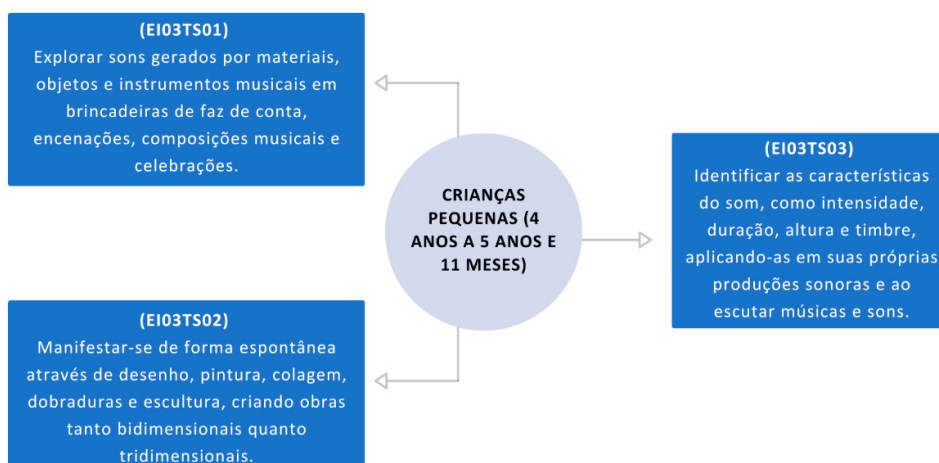 (EI03TS01)
Explorar sons gerados por materiais,
objetos e instrumentos musicais em
brincadeiras de faz de conta,
encenações, composições musicais e
celebrações.
CRIANÇAS
PEQUENAS (4
ANOS A 5 ANOS E
11 MESES)
(EI03TS03)
Identificar as características
do som, como intensidade,
duração, altura e timbre,
aplicando-as em suas próprias
produções sonoras e ao
escutar músicas e sons.
(EI03TS02)
Manifestar-se de forma espontânea
através de desenho, pintura, colagem,
dobraduras e escultura, criando obras
tanto bidimensionais quanto
tridimensionais.